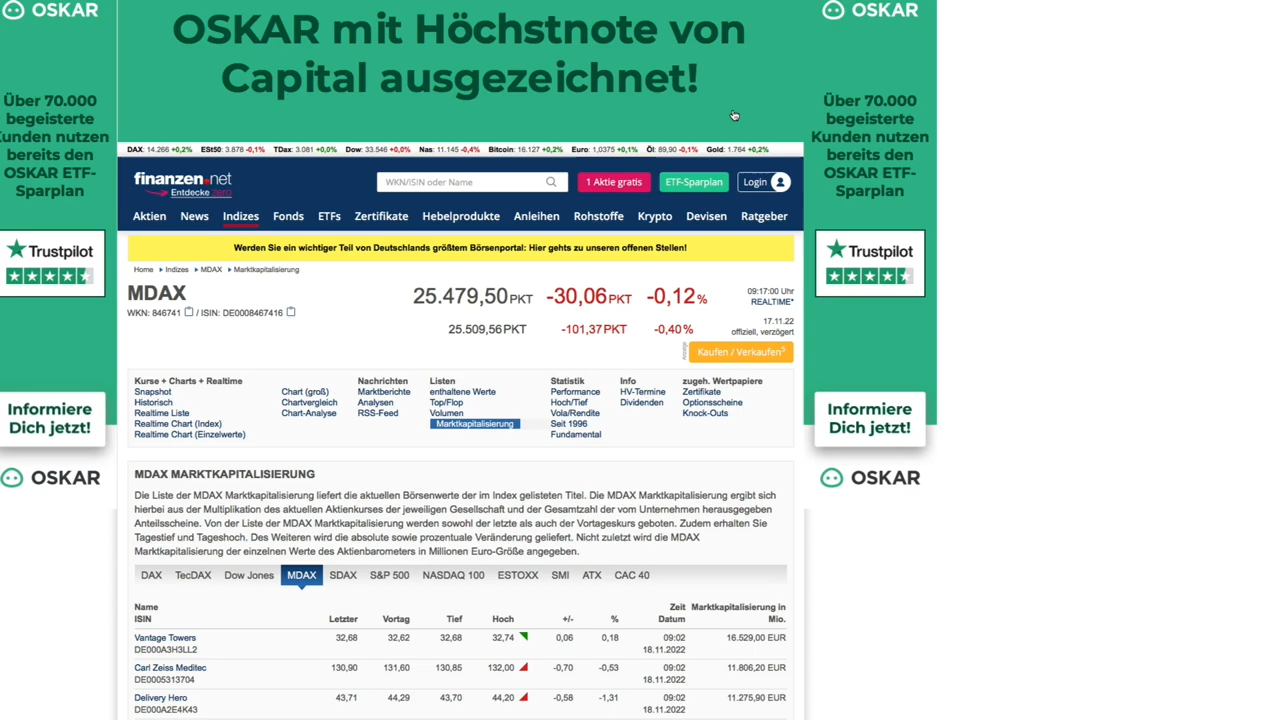 OSKAR
OSKAR mit Höchstnote von
Capital ausgezeichnet!
OSKAR
Über 70.000
begeisterte
Kunden nutzen
bereits den
OSKAR ETF-
Sparplan
Trustpilot
Informiere
Dich jetzt!
OSKAR
Über 70.000
begeisterte
Kunden nutzen
bereits den
OSKAR ETF-
Sparplan
Trustpilot
Informiere
Dich jetzt!
OSKAR
DAX: 14.266 +0,2% ESt50: 3.878 -0,1% TDax: 3.081 +0,0% Dow: 33.546 +0,0% Nas: 11.145 -0,4% Bitcoin: 16.127 +0,2% Euro: 1,0375 +0,1% Öl: 89,90 -0,1% Gold: 1.764 +0,2%
finanzen.net
Entdecke zero
WKN/ISIN oder Name
1 Aktie gratis
ETF-Sparplan
Login
Aktien News Indizes Fonds ETFs Zertifikate Hebelprodukte Anleihen Rohstoffe Krypto Devisen Ratgeber
Werden Sie ein wichtiger Teil von Deutschlands größtem Börsenportal: Hier gehts zu unseren offenen Stellen!
Home Indizes MDAX Marktkapitalisierung
MDAX
WKN: 846741 / ISIN: DE0008467416
25.479,50 PKT -30,06 PKT -0,12 %
09:17:00 Uhr
REALTIME*
25.509,56 PKT -101,37 PKT -0,40 %
17.11.22
offiziell, verzögert
Anzeige
Kaufen / Verkaufen5
Kurse + Charts + Realtime Nachrichten Listen Statistik Info zugeh. Wertpapiere
Snapshot Chart (groß) Marktberichte enthaltene Werte Performance HV-Termine Zertifikate
Historisch Chartvergleich Analysen Top/Flop Hoch/Tief Dividenden Optionsscheine
Realtime Liste Chart-Analyse RSS-Feed Volumen Vola/Rendite Knock-Outs
Realtime Chart (Index) Marktkapitalisierung Seit 1996
Realtime Chart (Einzelwerte) Fundamental
MDAX MARKTKAPITALISIERUNG
Die Liste der MDAX Marktkapitalisierung liefert die aktuellen Börsenwerte der im Index gelisteten Titel. Die MDAX Marktkapitalisierung ergibt sich
hierbei aus der Multiplikation des aktuellen Aktienkurses der jeweiligen Gesellschaft und der Gesamtzahl der vom Unternehmen herausgegeben
Anteilsscheine. Von der Liste der MDAX Marktkapitalisierung werden sowohl der letzte als auch der Vortageskurs geboten. Zudem erhalten Sie
Tagestief und Tageshoch. Des Weiteren wird die absolute sowie prozentuale Veränderung geliefert. Nicht zuletzt wird die MDAX
Marktkapitalisierung der einzelnen Werte des Aktienbarometers in Millionen Euro-Größe angegeben.
DAX TecDAX Dow Jones MDAX SDAX S&P 500 NASDAQ 100 ESTOXX SMI ATX CAC 40
Name Zeit Marktkapitalisierung in
ISIN Letzter Vortag Tief Hoch +/- % Datum Mio.
Vantage Towers 32,68 32,62 32,68 32,74 0,06 0,18 09:02 16.529,00 EUR
DE000A3H3LL2 18.11.2022
Carl Zeiss Meditec 130,90 131,60 130,85 132,00 -0,70 -0,53 09:02 11.806,20 EUR
DE0005313704 18.11.2022
Delivery Hero 43,71 44,29 43,70 44,20 -0,58 -1,31 09:02 11.275,90 EUR
DE000A2E4K43 18.11.2022